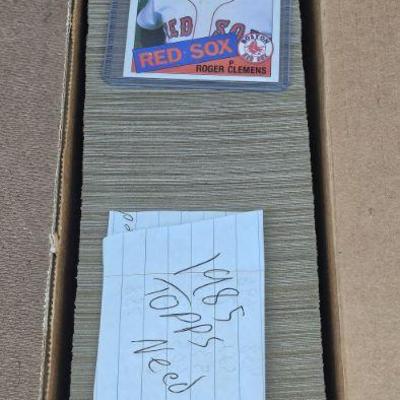 RED SOX
RED SOX
P
ROGER CLEMENS
1985
TOPPS
Need